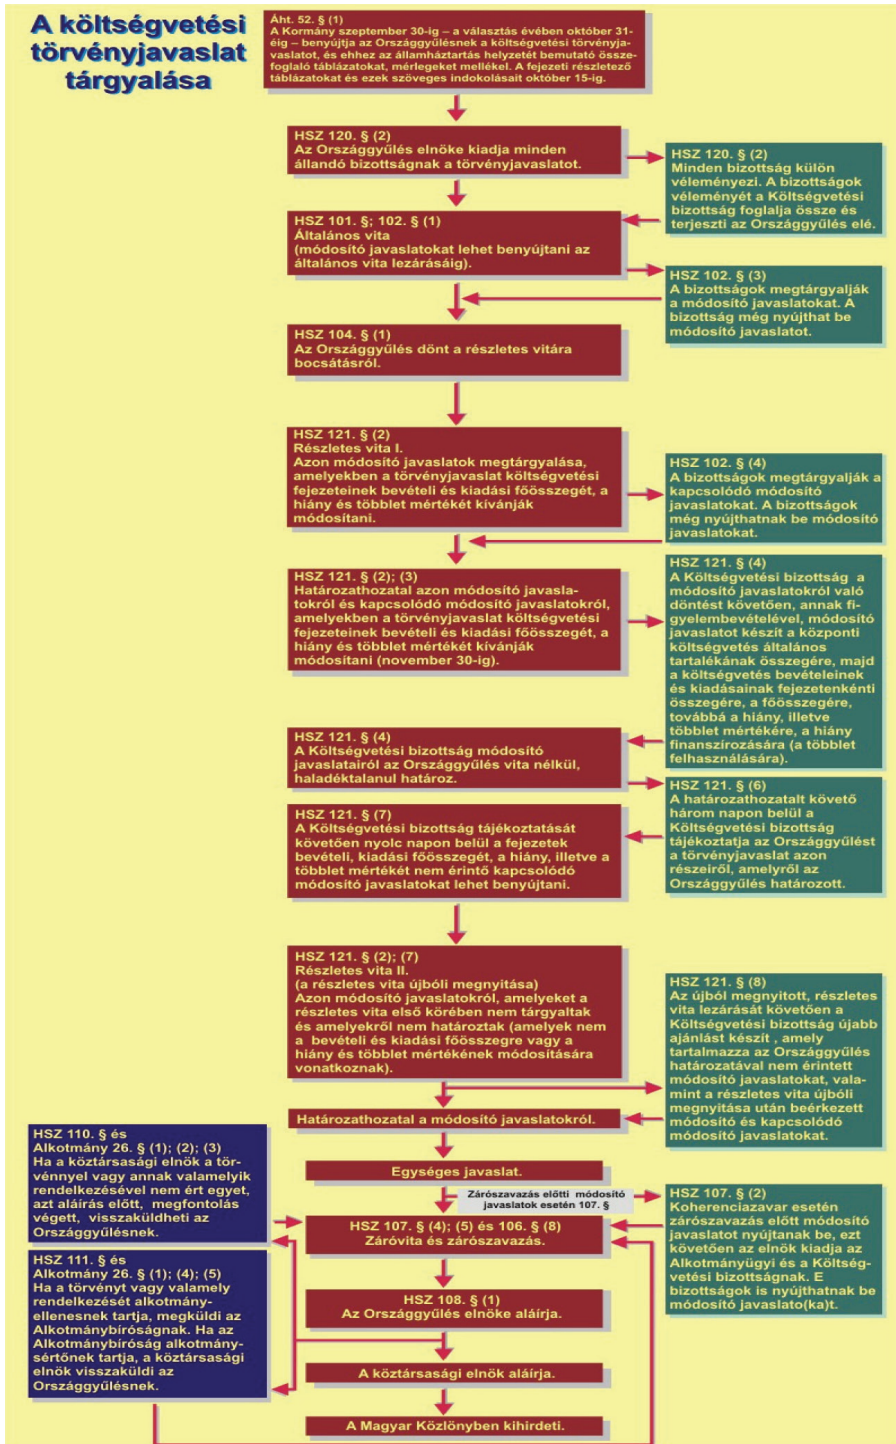 A költségvetési
törvényjavaslat
tárgyalása
Áht. 52. § (1)
A Kormány szeptember 30-ig – a választás évében október 31-
éig – benyújtja az Országgyűlésnek a költségvetési törvényja-
vaslatot, és ehhez az államháztartás helyzetét bemutató össze-
foglaló táblázatokat, mérlegeket mellékel. A fejezeti részletező
táblázatokat és ezek szöveges indokolásait október 15-ig.
HSZ 120. § (2)
Az Országgyűlés elnöke kiadja minden
állandó bizottságnak a törvényjavaslatot.
HSZ 120. § (2)
Minden bizottság külön
véleményezi. A bizottságok
véleményét a Költségvetési
bizottság foglalja össze és
terjeszti az Országgyűlés elé.
HSZ 101. §; 102. § (1)
Általános vita
(módosító javaslatokat lehet benyújtani az
általános vita lezárásáig).
HSZ 102. § (3)
A bizottságok megtárgyalják
a módosító javaslatokat. A
bizottság még nyújthat be
módosító javaslatot.
HSZ 104. § (1)
Az Országgyűlés dönt a részletes vitára
bocsátásról.
HSZ 121. § (2)
Részletes vita I.
Azon módosító javaslatok megtárgyalása,
amelyekben a törvényjavaslat költségvetési
fejezeteinek bevételi és kiadási főösszegét, a
hiány és többlet mértékét kívánják
módosítani.
HSZ 102. § (4)
A bizottságok megtárgyalják a
kapcsolódó módosító
javaslatokat. A bizottságok
még nyújthatnak be módosító
javaslatokat.
HSZ 121. § (2); (3)
Határozathozatal azon módosító javasla-
tokról és kapcsolódó módosító javaslatokról,
amelyekben a törvényjavaslat költségvetési
fejezeteinek bevételi és kiadási főösszegét, a
hiány és többlet mértékét kívánják
módosítani (november 30-ig).
HSZ 121. § (4)
A Költségvetési bizottság a
módosító javaslatokról való
döntést követően, annak fi-
gyelembevételével, módosító
javaslatot készít a központi
költségvetés általános
tartalékának összegére, majd
a költségvetés bevételeinek
és kiadásainak fejezetenkénti
összegére, a főösszegére,
továbbá a hiány, illetve
többlet mértékére, a hiány
finanszírozására (a többlet
felhasználására).
HSZ 121. § (4)
A Költségvetési bizottság módosító
javaslatairól az Országgyűlés vita nélkül,
haladéktalanul határoz.
HSZ 121. § (6)
A határozathozatalt követő
három napon belül a
Költségvetési bizottság
tájékoztatja az Országgyűlést
a törvényjavaslat azon
részeiről, amelyről az
Országgyűlés határozott.
HSZ 121. § (7)
A Költségvetési bizottság tájékoztatását
követően nyolc napon belül a fejezetek
bevételi, kiadási főösszegét, a hiány, illetve a
többlet mértékét nem érintő kapcsolódó
módosító javaslatokat lehet benyújtani.
HSZ 121. § (2); (7)
Részletes vita II.
(a részletes vita újbóli megnyitása)
Azon módosító javaslatokról, amelyeket a
részletes vita első körében nem tárgyaltak
és amelyekről nem határoztak (amelyek nem
a bevételi és kiadási főösszegre vagy a
hiány és többlet mértékének módosítására
vonatkoznak).
HSZ 121. § (8)
Az újból megnyitott, részletes
vita lezárását követően a
Költségvetési bizottság újabb
ajánlást készít , amely
tartalmazza az Országgyűlés
határozatával nem érintett
módosító javaslatokat, vala-
mint a részletes vita újbóli
megnyitása után beérkezett
módosító és kapcsolódó
módosító javaslatokat.
Határozathozatal a módosító javaslatokról.
HSZ 110. § és
Alkotmány 26. § (1); (2); (3)
Ha a köztársasági elnök a tör-
vénnyel vagy annak valamelyik
rendelkezésével nem ért egyet,
azt aláírás előtt, megfontolás
végett, visszaküldheti az
Országgyűlésnek.
Egységes javaslat.
Zárószavazás előtti módosító
javaslatok esetén 107. §
HSZ 107. § (2)
Koherenciazavar esetén
zárószavazás előtt módosító
javaslatot nyújtanak be, ezt
követően az elnök kiadja az
Alkotmányügyi és a Költség-
vetési bizottságnak. E
bizottságok is nyújthatnak be
módosító javaslato(ka)t.
HSZ 107. § (4); (5) és 106. § (8)
Záróvita és zárószavazás.
HSZ 111. § és
Alkotmány 26. § (1); (4); (5)
Ha a törvényt vagy valamely
rendelkezését alkotmány-
ellenesnek tartja, megküldi az
Alkotmánybíróságnak. Ha az
Alkotmánybíróság alkotmány-
sértőnek tartja, a köztársasági
elnök visszaküldi az
Országgyűlésnek.
HSZ 108. § (1)
Az Országgyűlés elnöke aláírja.
A köztársasági elnök aláírja.
A Magyar Közlönyben kihirdeti.